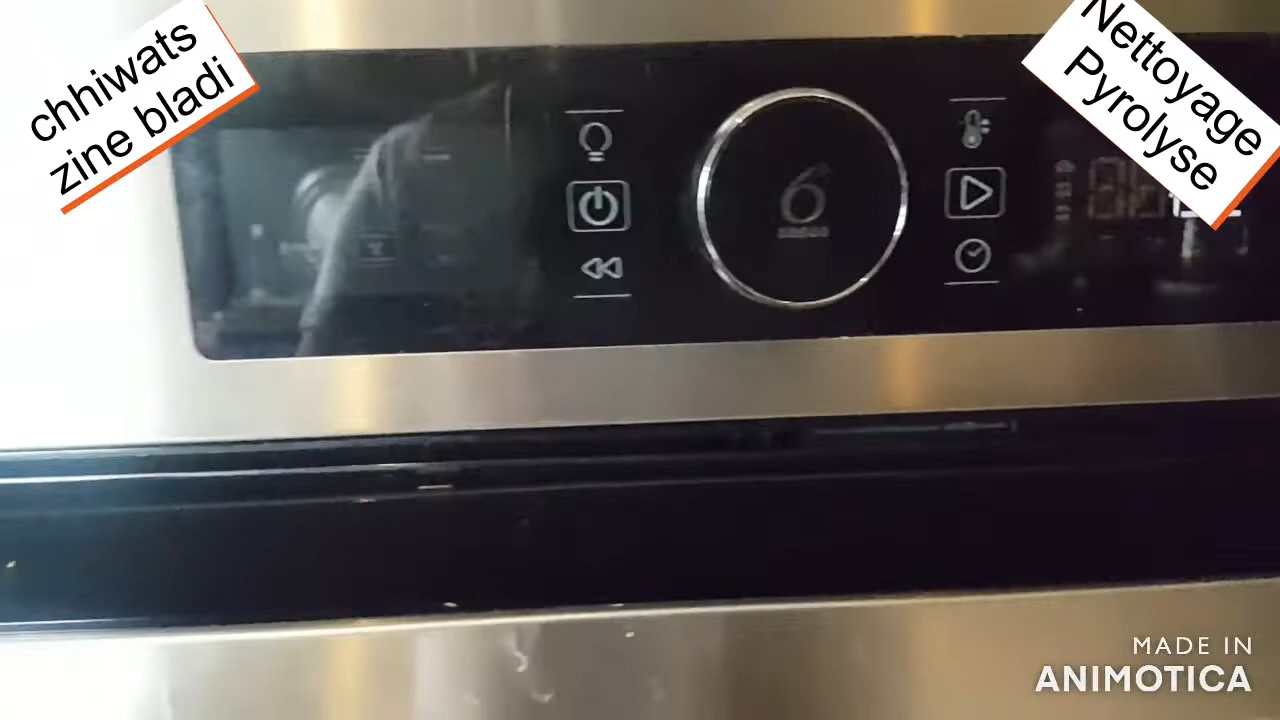 chhiwats
zine bladi
Nettoyage
Pyrolyse
6
MADE IN
ANIMOTICA